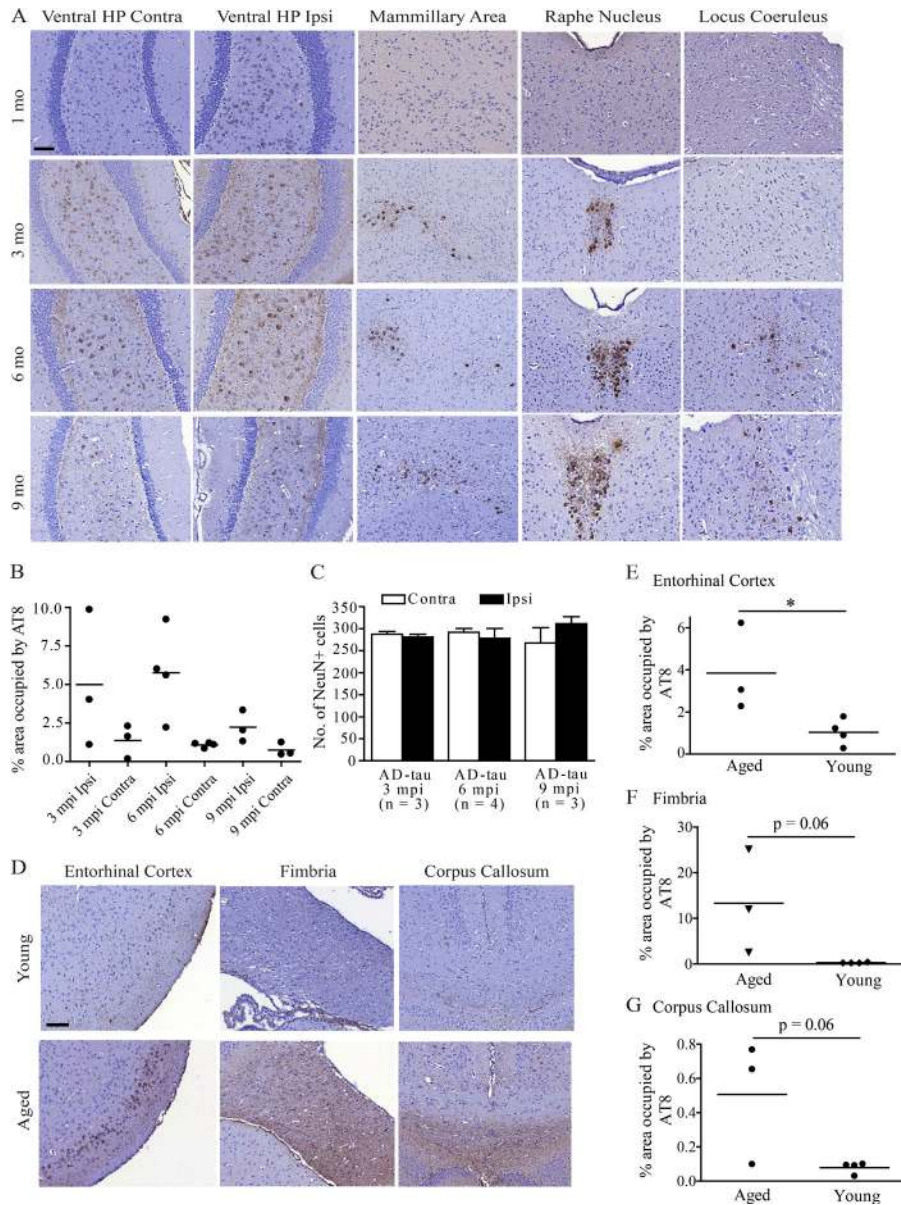 A
Ventral HP Contra Ventral HP Ipsi Mammillary Area Raphe Nucleus Locus Coeruleus
1 mo
3 mo
6 mo
9 mo
B
% area occupied by AT8
10.0
7.5
5.0
2.5
0.0
3 mpi Ipsi
3 mpi Contra
6 mpi Ipsi
6 mpi Contra
9 mpi Ipsi
9 mpi Contra
C
Contra Ipsi
No. of NeuN+ cells
350
300
250
200
150
100
50
0
AD-tau AD-tau AD-tau
3 mpi 6 mpi 9 mpi
(n = 3) (n = 4) (n = 3)
D
Entorhinal Cortex Fimbria Corpus Callosum
Young
Aged
E Entorhinal Cortex
*
% area occupied by
AT8
6
4
2
0
Aged Young
F Fimbria
p = 0.06
% area occupied by
AT8
30
20
10
0
Aged Young
G Corpus Callosum
p = 0.06
% area occupied by
AT8
0.8
0.6
0.4
0.2
0.0
Aged Young